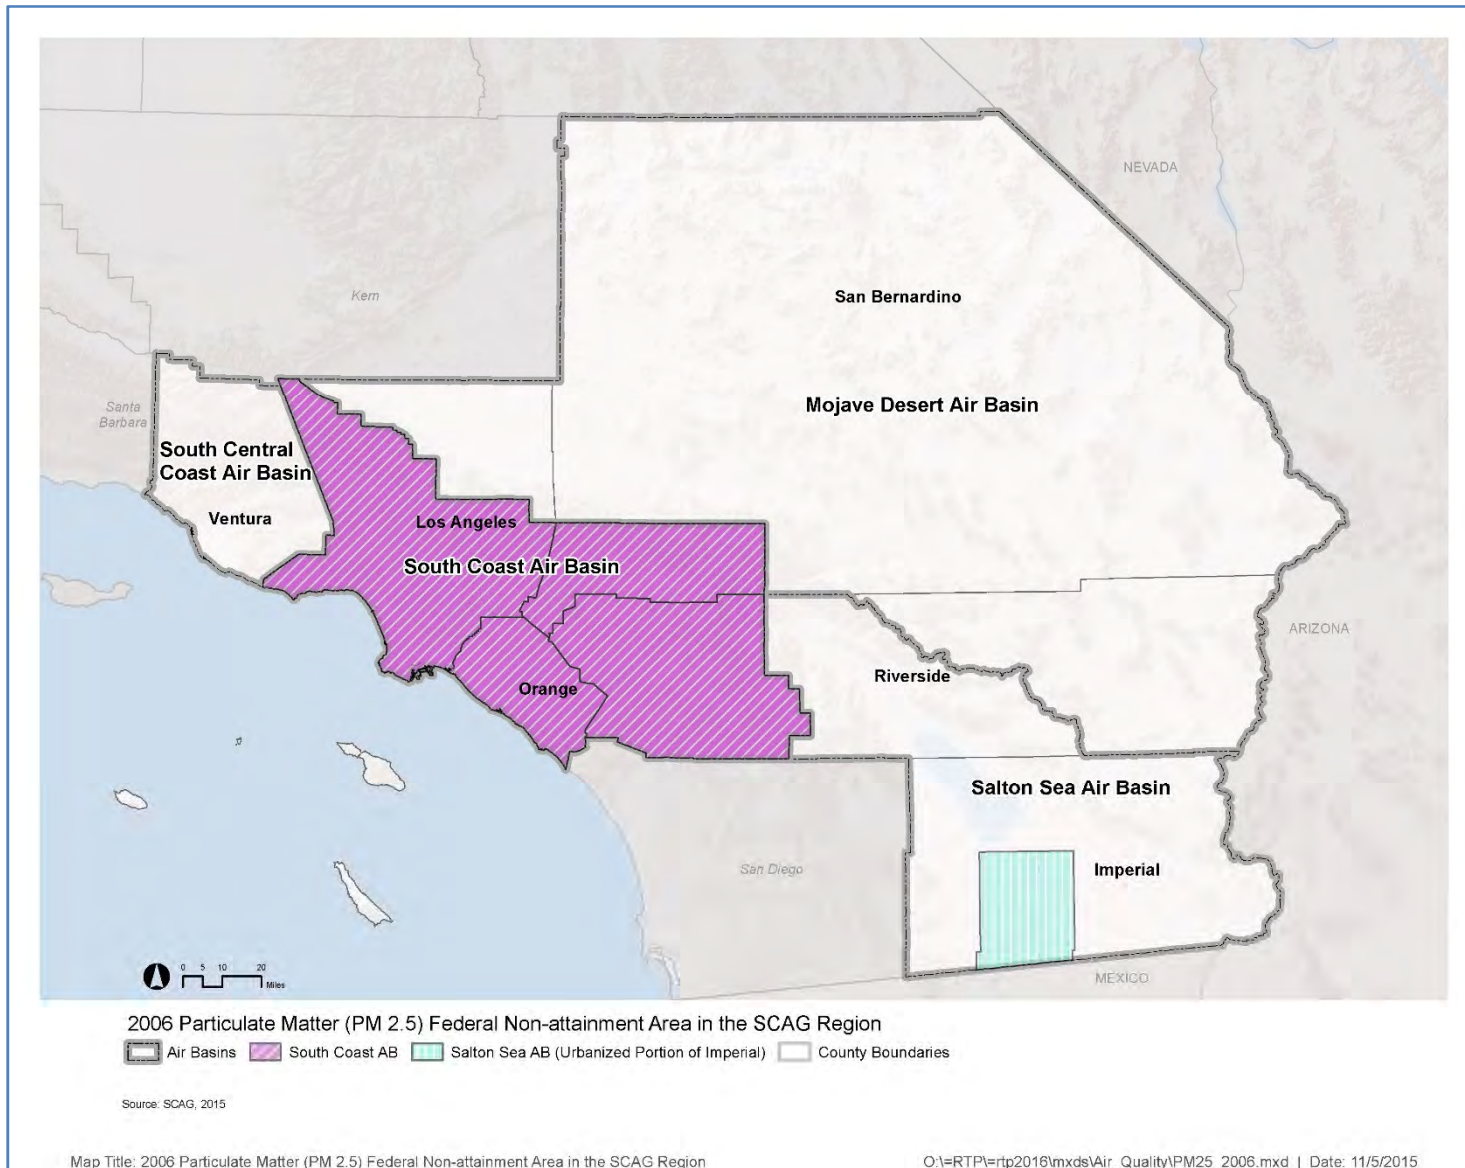 NEVADA
Kern
San Bernardino
Mojave Desert Air Basin
Santa
Barbara
South Central
Coast Air Basin
Ventura
Los Angeles
South Coast Air Basin
ARIZONA
Riverside
Orange
Salton Sea Air Basin
San Diego
Imperial
MEXICO
0 5 10 20
Miles
2006 Particulate Matter (PM 2.5) Federal Non-attainment Area in the SCAG Region
Air Basins South Coast AB Salton Sea AB (Urbanized Portion of Imperial) County Boundaries
Source: SCAG, 2015
Map Title: 2006 Particulate Matter (PM 2.5) Federal Non-attainment Area in the SCAG Region O:\=RTP\=rtp2016\mxds\Air_Quality\PM25_2006.mxd | Date: 11/5/2015